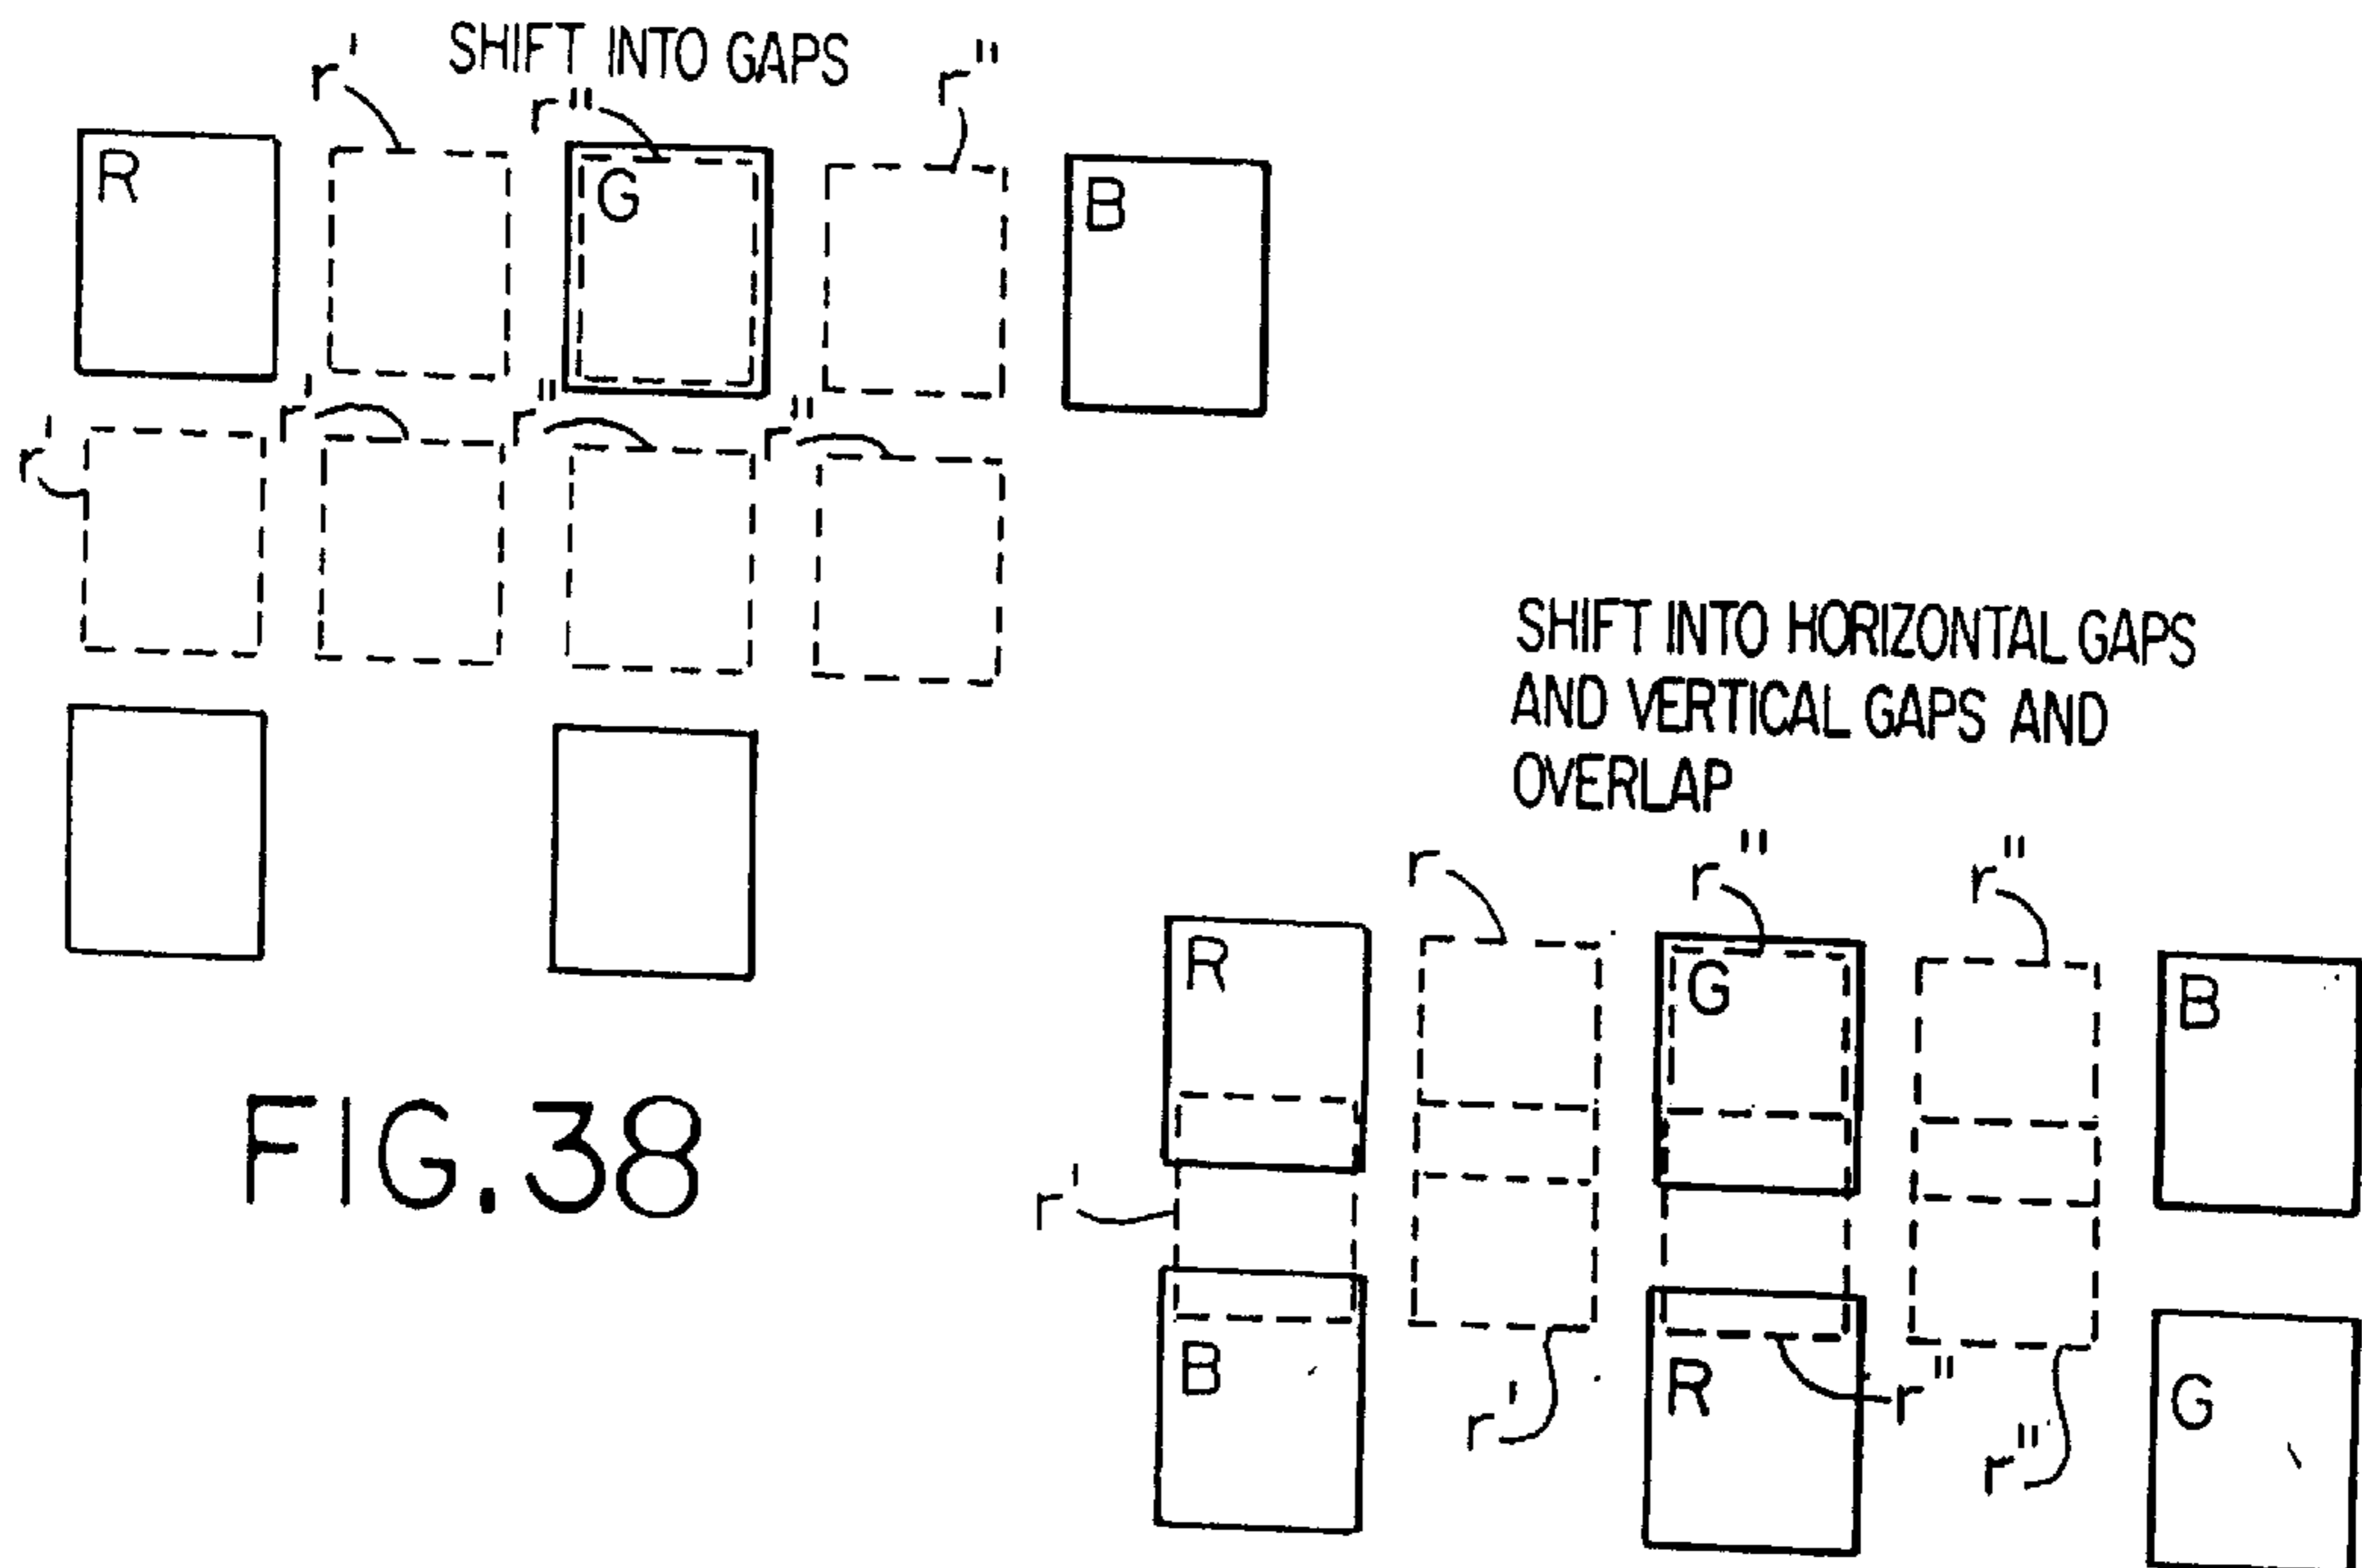 SHIFT INTO GAPS
r' r" r"
R G B
r' r' r" r"
FIG.38
SHIFT INTO HORIZONTAL GAPS
AND VERTICAL GAPS AND
OVERLAP
r r" r"
R G B
r'
B R G
r' r" r"